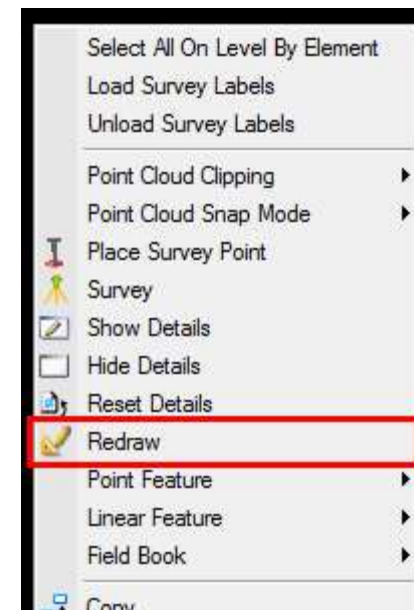 Select All On Level By Element
Load Survey Labels
Unload Survey Labels
Point Cloud Clipping
Point Cloud Snap Mode
Place Survey Point
Survey
Show Details
Hide Details
Reset Details
Redraw
Point Feature
Linear Feature
Field Book
Copy